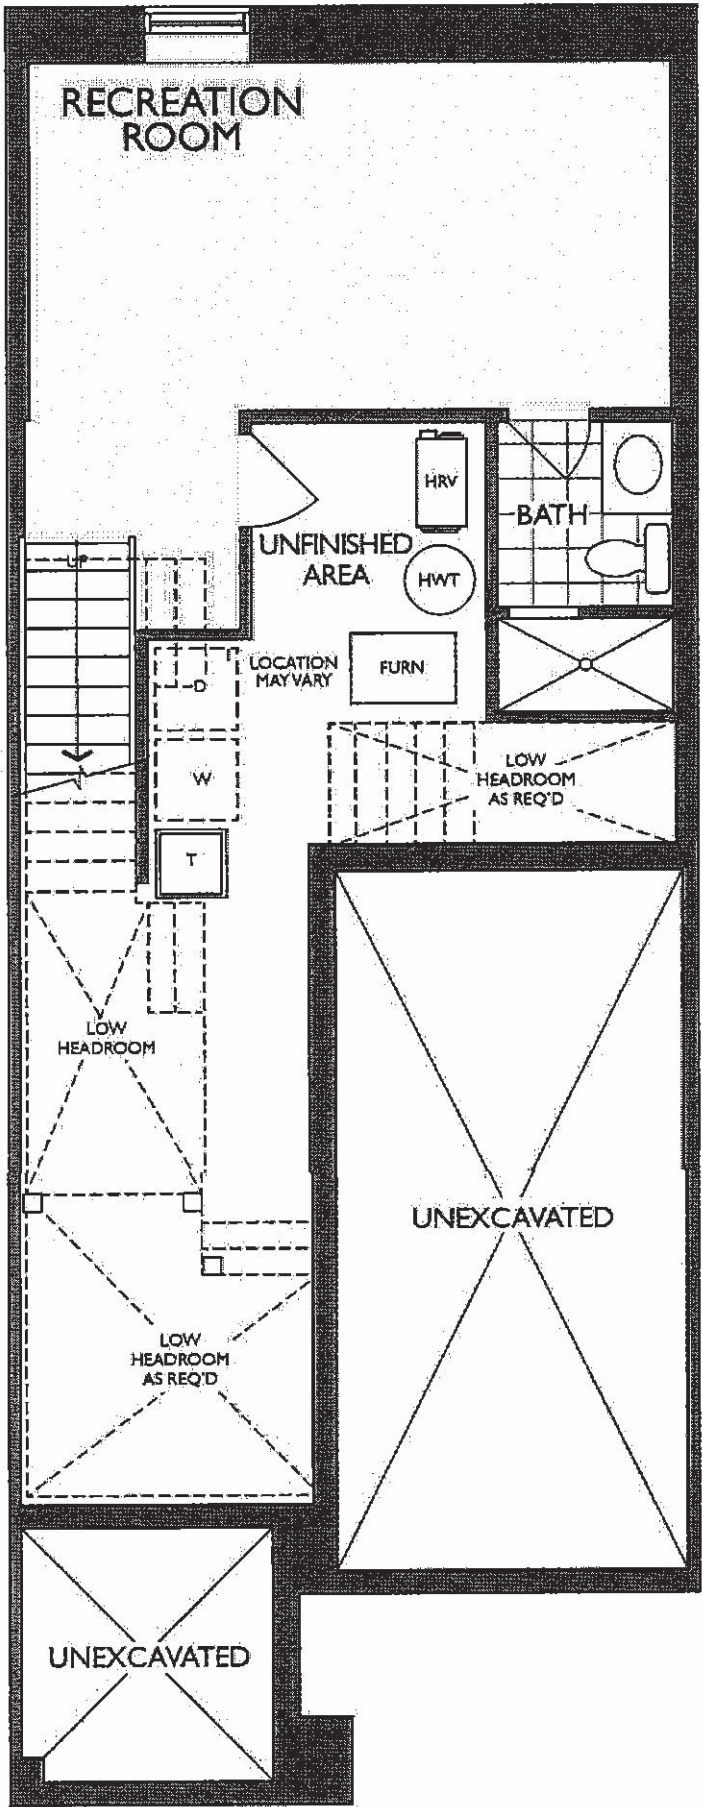 RECREATION
ROOM
HRV
BATH
UP
UNFINISHED
AREA
HWT
LOCATION
MAY VARY
FURN
D
W
LOW
HEADROOM
AS REQ'D
T
LOW
HEADROOM
UNEXCAVATED
LOW
HEADROOM
AS REQ'D
UNEXCAVATED